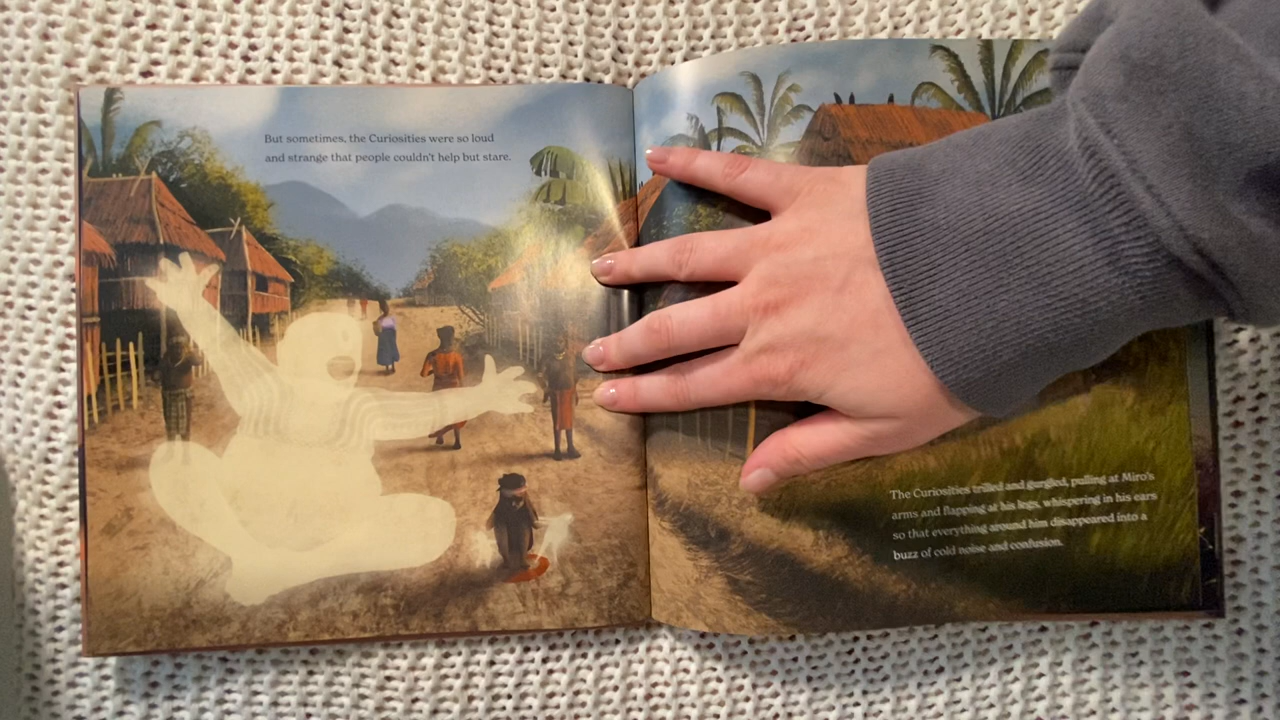 But sometimes, the Curiosities were so loud
and strange that people couldn't help but stare.
The Curiosities trilled and gurgled, pulling at Miro's
arms and flapping at his legs, whispering in his ears
so that everything around him disappeared into a
buzz of cold noise and confusion.